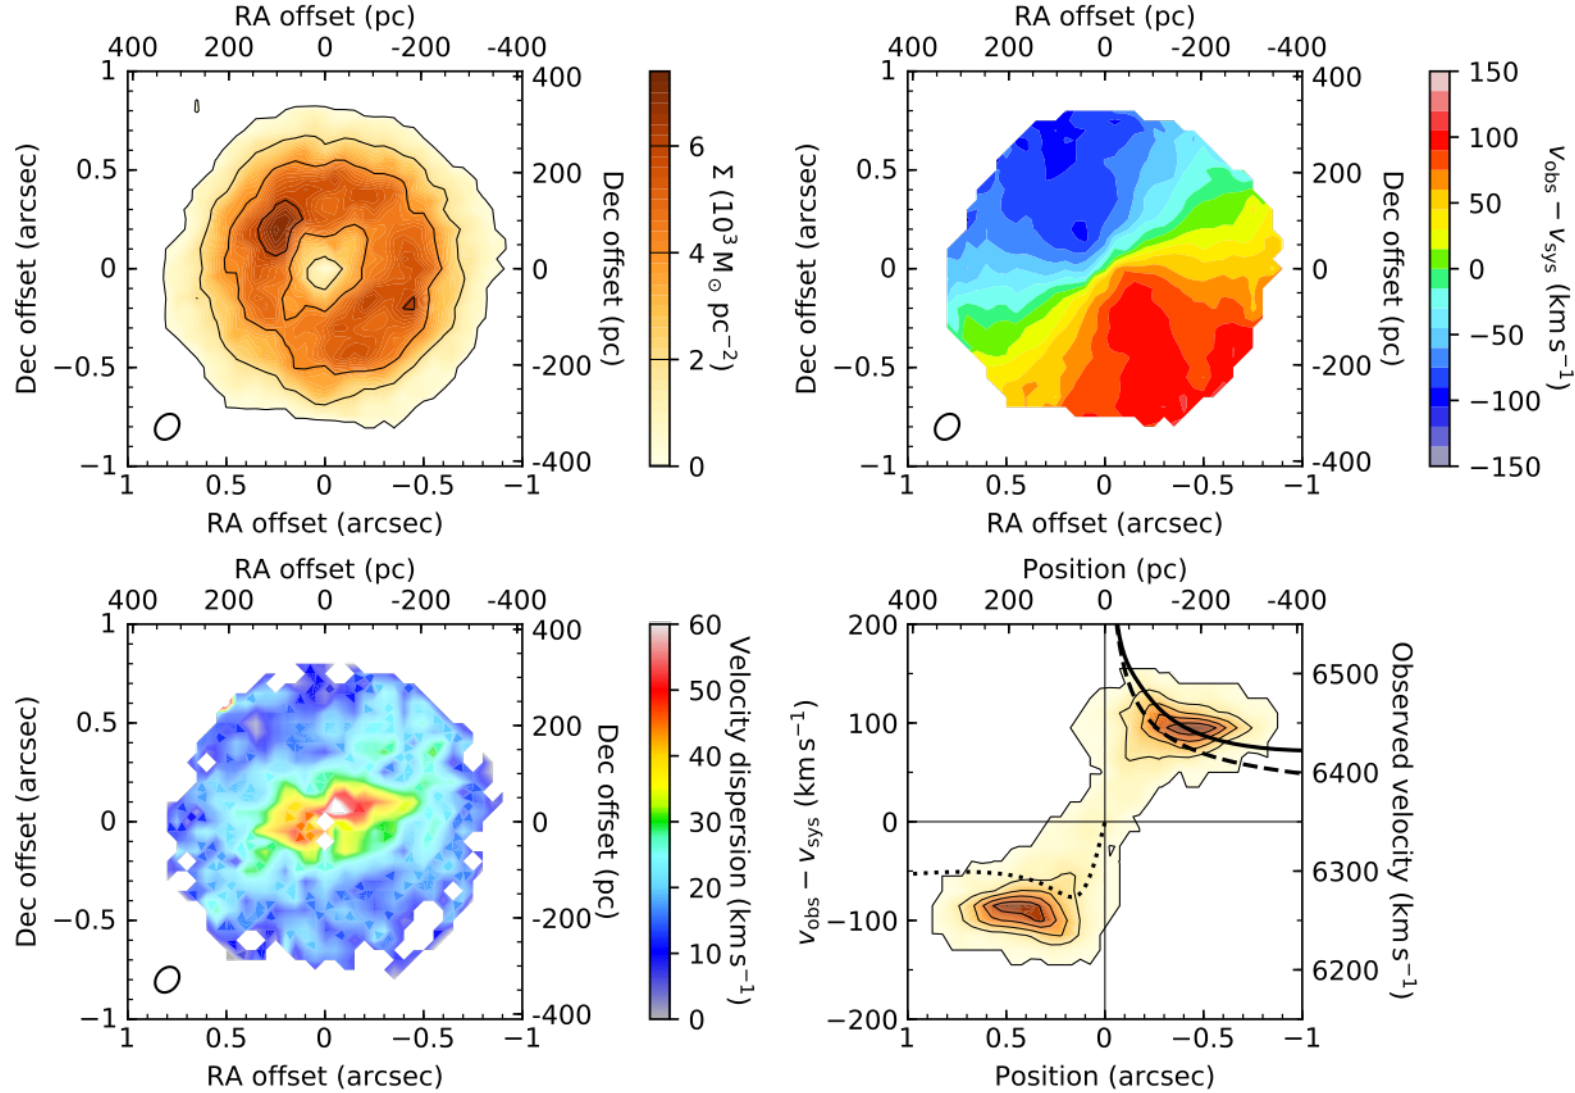 RA offset (pc)
400 200 0 -200 -400
1 0.5 0 −0.5 −1
Dec offset (arcsec)
400 200 0 -200 -400
Dec offset (pc)
1 0.5 0 −0.5 −1
RA offset (arcsec)
6 4 2 0
Σ (10³ M⊙ pc⁻²)
RA offset (pc)
400 200 0 -200 -400
1 0.5 0 −0.5 −1
Dec offset (arcsec)
400 200 0 -200 -400
Dec offset (pc)
1 0.5 0 −0.5 −1
RA offset (arcsec)
150 100 50 0 −50 −100 −150
v_obs − v_sys (km s⁻¹)
RA offset (pc)
400 200 0 -200 -400
1 0.5 0 −0.5 −1
Dec offset (arcsec)
400 200 0 -200 -400
Dec offset (pc)
1 0.5 0 −0.5 −1
RA offset (arcsec)
60 50 40 30 20 10 0
Velocity dispersion (km s⁻¹)
Position (pc)
400 200 0 -200 -400
200 100 0 −100 −200
v_obs − v_sys (km s⁻¹)
6500 6400 6300 6200
Observed velocity (km s⁻¹)
1 0.5 0 −0.5 −1
Position (arcsec)